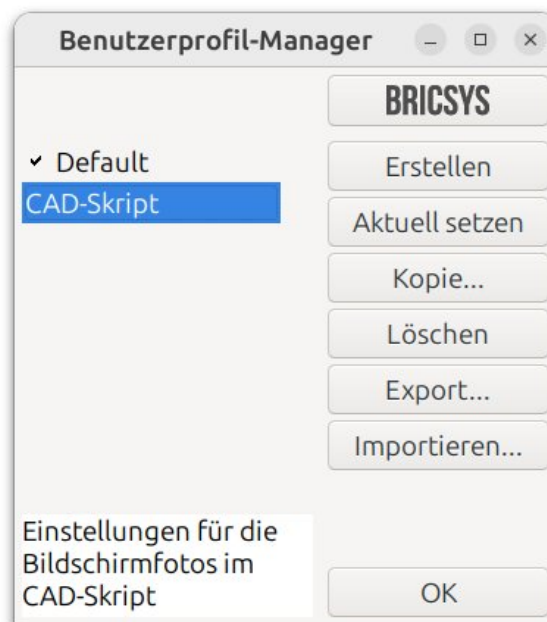 Benutzerprofil-Manager
BRICSYS
Default
Erstellen
CAD-Skript
Aktuell setzen
Kopie...
Löschen
Export...
Importieren...
Einstellungen für die
Bildschirmfotos im
CAD-Skript
OK